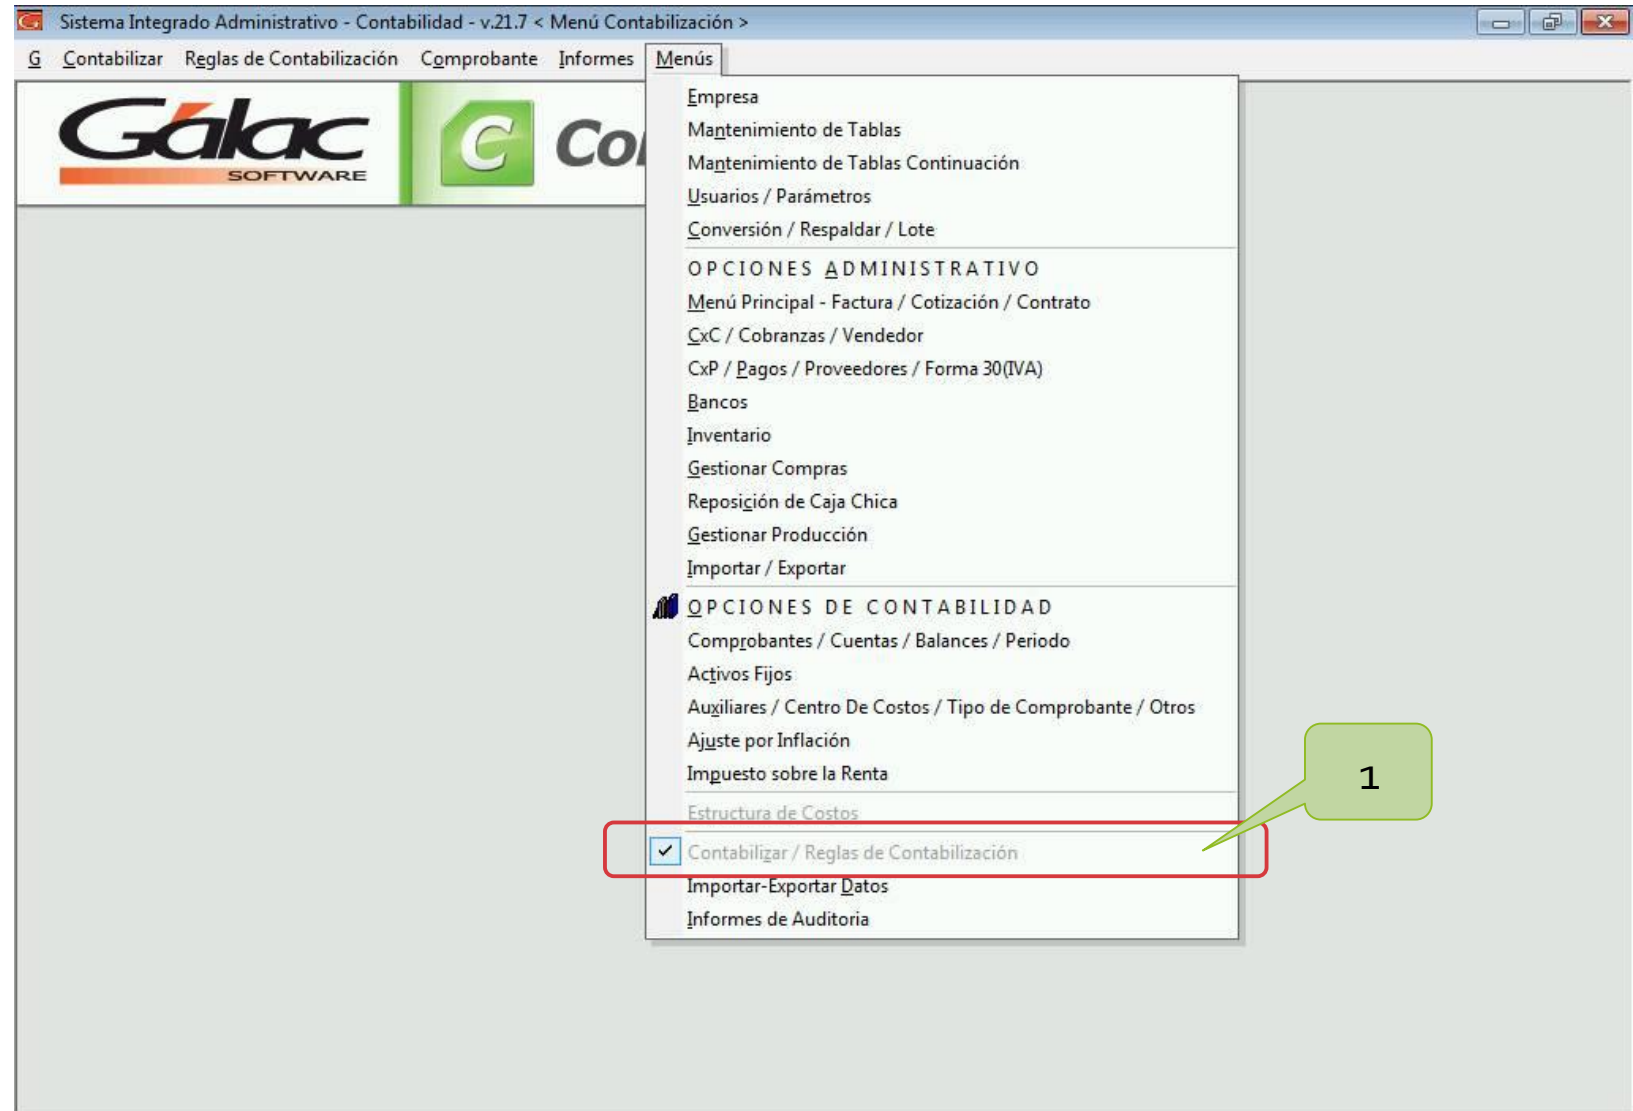 Sistema Integrado Administrativo - Contabilidad - v.21.7 < Menú Contabilización >
G Contabilizar Reglas de Contabilización Comprobante Informes Menús
Gálac
SOFTWARE
C
Empresa
Mantenimiento de Tablas
Mantenimiento de Tablas Continuación
Usuarios / Parámetros
Conversión / Respaldar / Lote
OPCIONES ADMINISTRATIVO
Menú Principal - Factura / Cotización / Contrato
CxC / Cobranzas / Vendedor
CxP / Pagos / Proveedores / Forma 30(IVA)
Bancos
Inventario
Gestionar Compras
Reposición de Caja Chica
Gestionar Producción
Importar / Exportar
OPCIONES DE CONTABILIDAD
Comprobantes / Cuentas / Balances / Periodo
Activos Fijos
Auxiliares / Centro De Costos / Tipo de Comprobante / Otros
Ajuste por Inflación
Impuesto sobre la Renta
Estructura de Costos
Contabilizar / Reglas de Contabilización
Importar-Exportar Datos
Informes de Auditoria
1